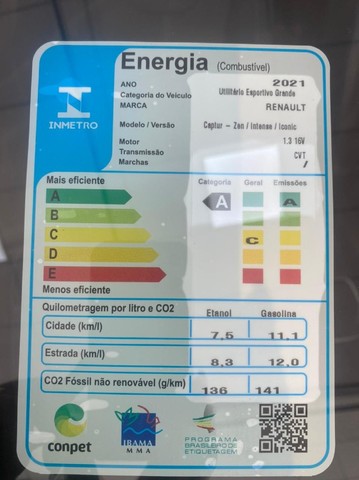 Energia (Combustível)
ANO 2021
Categoria do Veículo Utilitário Esportivo Grande
MARCA RENAULT
INMETRO
Modelo / Versão Captur - Zen / Intense / Iconic
Motor 1.3 16V
Transmissão CVT
Marchas /
Mais eficiente
Categoria Geral Emissões
A
B
C
D
E
A
A
C
Menos eficiente
Quilometragem por litro e CO2 Etanol Gasolina
Cidade (km/l) 7,5 11,1
Estrada (km/l) 8,3 12,0
CO2 Fóssil não renovável (g/km) 136 141
conpet
IBAMA
MMA
PROGRAMA
BRASILEIRO DE
ETIQUETAGEM